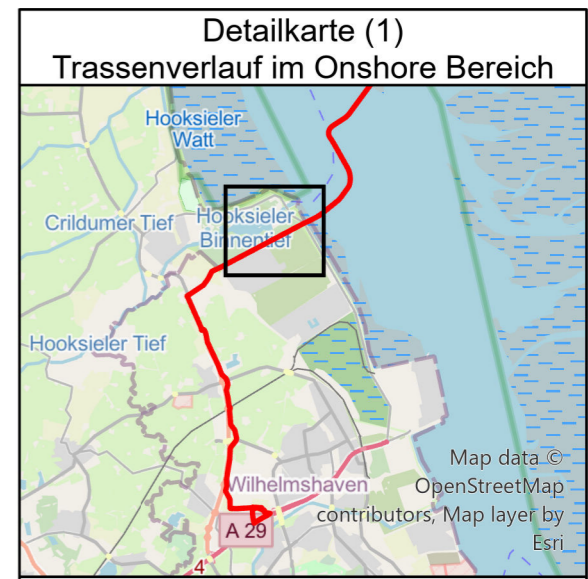 Detailkarte (1)
Trassenverlauf im Onshore Bereich
Hooksieler
Watt
Crildumer Tief
Hooksieler
Binnentief
Hooksieler Tief
Wilhelmshaven
A 29
4
Map data ©
OpenStreetMap
contributors, Map layer by
Esri